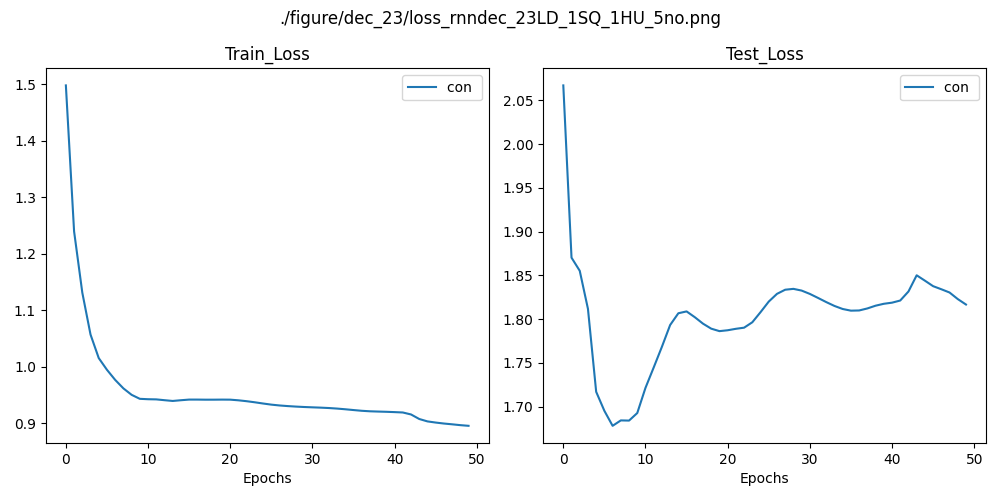 ./figure/dec_23/loss_rnndec_23LD_1SQ_1HU_5no.png
Train_Loss
con
1.5
1.4
1.3
1.2
1.1
1.0
0.9
0 10 20 30 40 50
Epochs
Test_Loss
con
2.05
2.00
1.95
1.90
1.85
1.80
1.75
1.70
0 10 20 30 40 50
Epochs